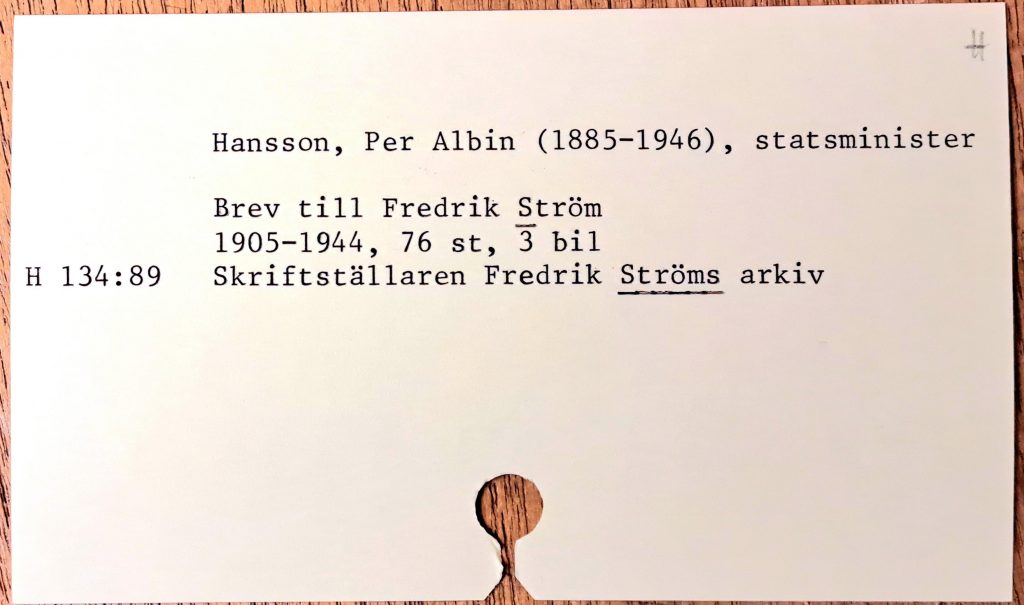 H
Hansson, Per Albin (1885-1946), statsminister
Brev till Fredrik Ström
1905-1944, 76 st, 3 bil
H 134:89 Skriftställaren Fredrik Ströms arkiv